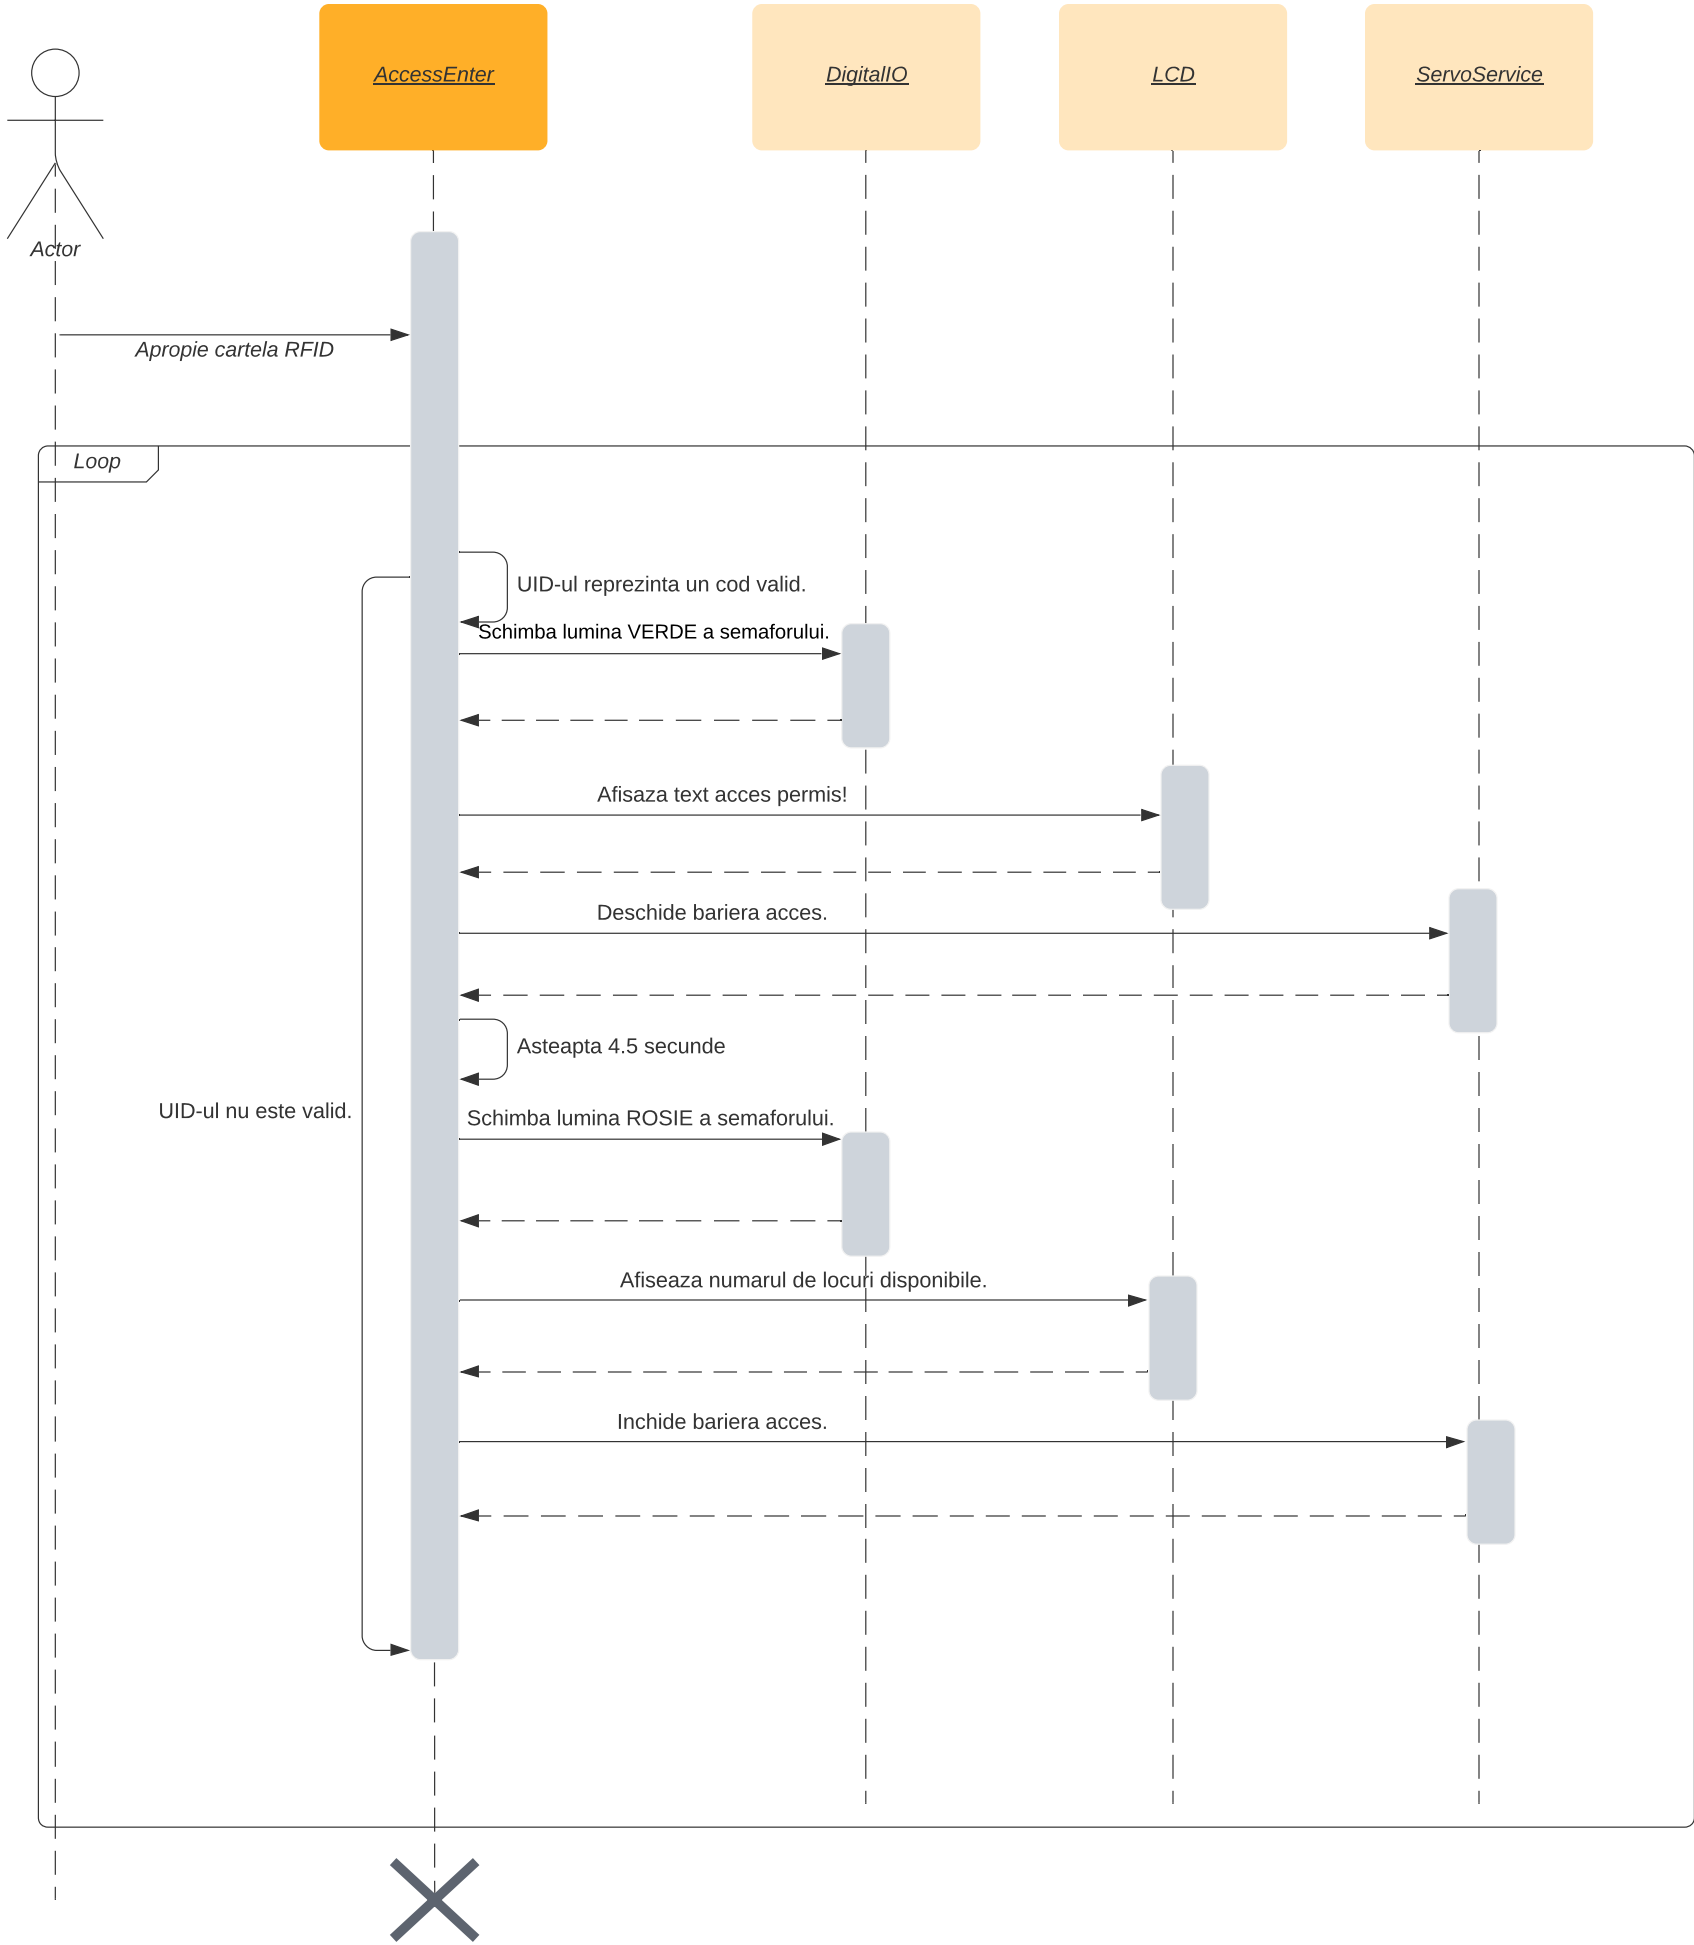 AccessEnter
DigitalIO
LCD
ServoService
Actor
Apropie cartela RFID
Loop
UID-ul reprezinta un cod valid.
Schimba lumina VERDE a semaforului.
Afisaza text acces permis!
Deschide bariera acces.
Asteapta 4.5 secunde
UID-ul nu este valid.
Schimba lumina ROSIE a semaforului.
Afiseaza numarul de locuri disponibile.
Inchide bariera acces.